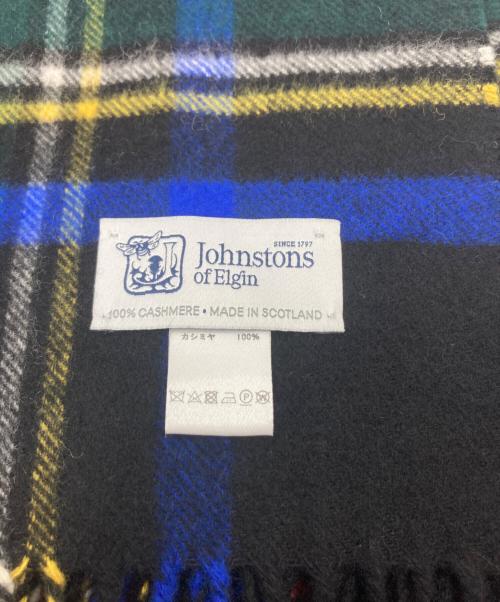 SINCE 1797
Johnstons
of Elgin
100% CASHMERE • MADE IN SCOTLAND
カシミヤ 100%
P W